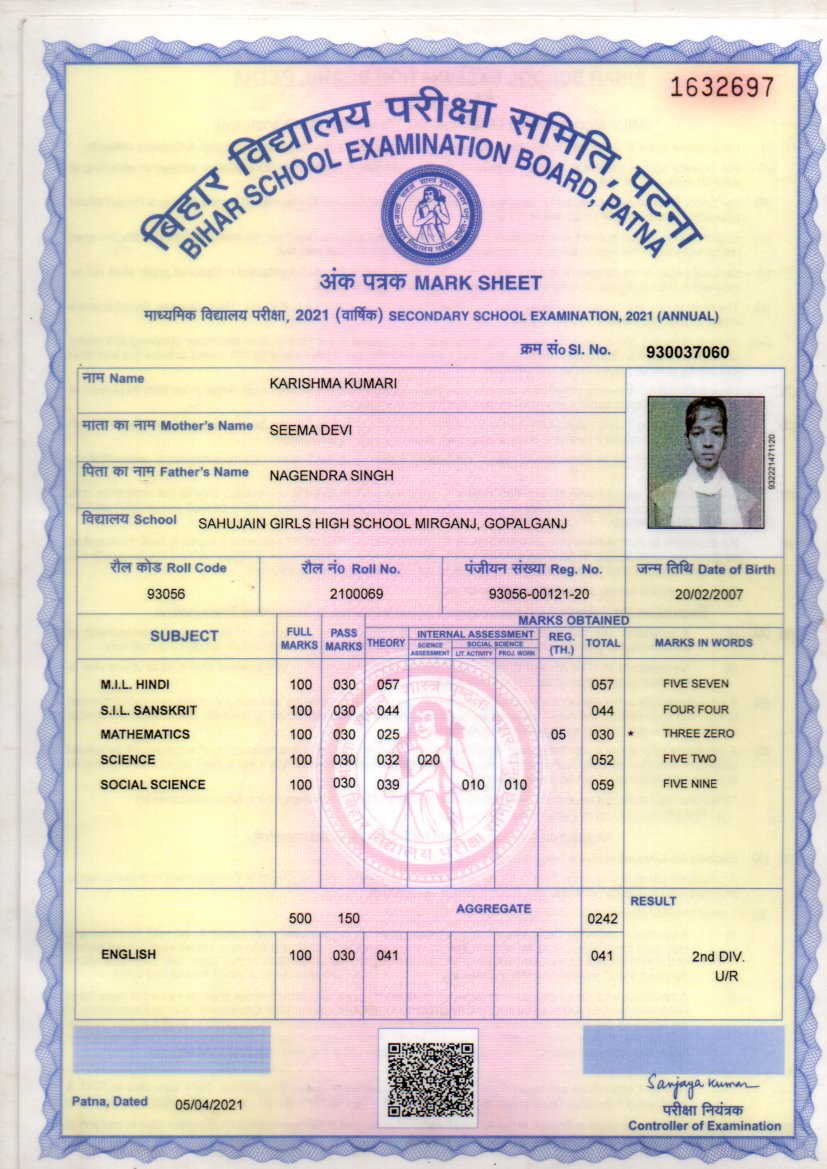 1632697
बिहार विद्यालय परीक्षा समिति, पटना
BIHAR SCHOOL EXAMINATION BOARD, PATNA
अंक पत्रक MARK SHEET
माध्यमिक विद्यालय परीक्षा, 2021 (वार्षिक) SECONDARY SCHOOL EXAMINATION, 2021 (ANNUAL)
क्रम सं० Sl. No. 930037060
नाम Name KARISHMA KUMARI
माता का नाम Mother's Name SEEMA DEVI
पिता का नाम Father's Name NAGENDRA SINGH
विद्यालय School SAHUJAIN GIRLS HIGH SCHOOL MIRGANJ, GOPALGANJ
932221471120
रौल कोड Roll Code रौल नं० Roll No. पंजीयन संख्या Reg. No. जन्म तिथि Date of Birth
93056 2100069 93056-00121-20 20/02/2007
MARKS OBTAINED
SUBJECT FULL MARKS PASS MARKS THEORY INTERNAL ASSESSMENT REG. (TH.) TOTAL MARKS IN WORDS
SCIENCE ASSESSMENT SOCIAL SCIENCE
LIT. ACTIVITY PROJ. WORK
M.I.L. HINDI 100 030 057 057 FIVE SEVEN
S.I.L. SANSKRIT 100 030 044 044 FOUR FOUR
MATHEMATICS 100 030 025 05 030 * THREE ZERO
SCIENCE 100 030 032 020 052 FIVE TWO
SOCIAL SCIENCE 100 030 039 010 010 059 FIVE NINE
बिहार विद्यालय परीक्षा समिति
500 150 AGGREGATE 0242 RESULT
ENGLISH 100 030 041 041 2nd DIV.
U/R
Sanjaya Kumar
Patna, Dated 05/04/2021
परीक्षा नियंत्रक
Controller of Examination